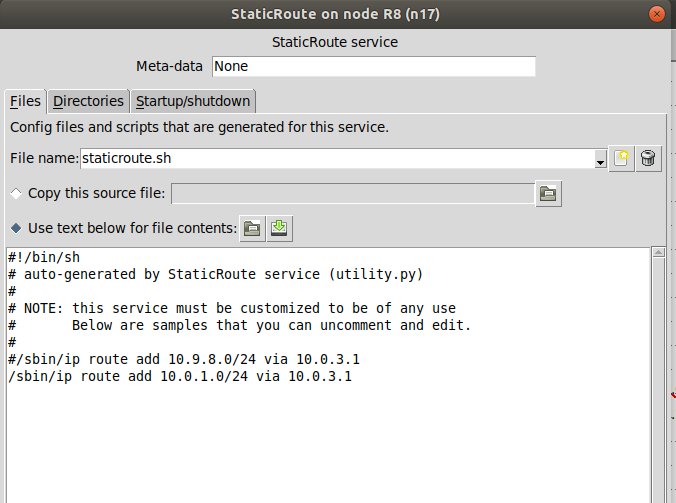 StaticRoute on node R8 (n17)
StaticRoute service
Meta-data None
Files Directories Startup/shutdown
Config files and scripts that are generated for this service.
File name: staticroute.sh
Copy this source file:
Use text below for file contents:
#!/bin/sh
# auto-generated by StaticRoute service (utility.py)
#
# NOTE: this service must be customized to be of any use
#       Below are samples that you can uncomment and edit.
#
#/sbin/ip route add 10.9.8.0/24 via 10.0.3.1
/sbin/ip route add 10.0.1.0/24 via 10.0.3.1